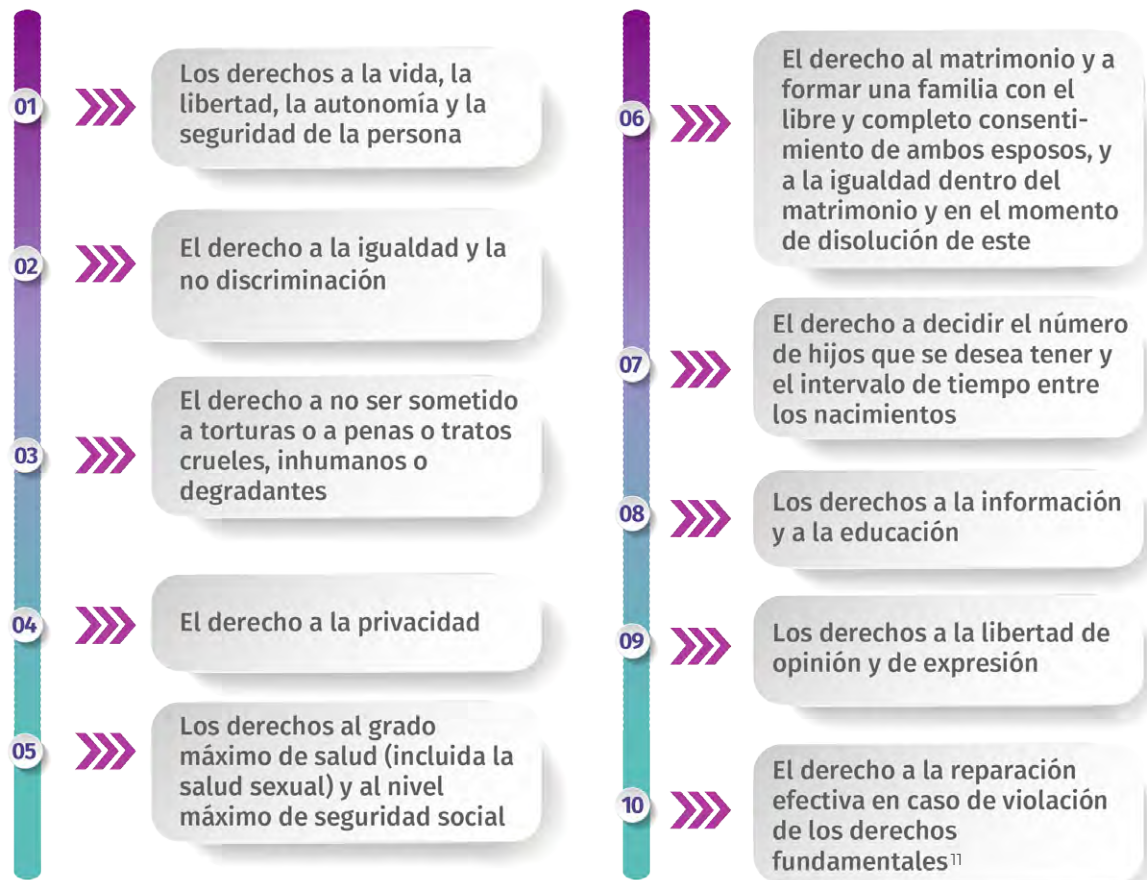 01
Los derechos a la vida, la
libertad, la autonomía y la
seguridad de la persona
02
El derecho a la igualdad y la
no discriminación
03
El derecho a no ser sometido
a torturas o a penas o tratos
crueles, inhumanos o
degradantes
04
El derecho a la privacidad
05
Los derechos al grado
máximo de salud (incluida la
salud sexual) y al nivel
máximo de seguridad social
06
El derecho al matrimonio y a
formar una familia con el
libre y completo consenti-
miento de ambos esposos, y
a la igualdad dentro del
matrimonio y en el momento
de disolución de este
07
El derecho a decidir el número
de hijos que se desea tener y
el intervalo de tiempo entre
los nacimientos
08
Los derechos a la información
y a la educación
09
Los derechos a la libertad de
opinión y de expresión
10
El derecho a la reparación
efectiva en caso de violación
de los derechos
fundamentales¹¹